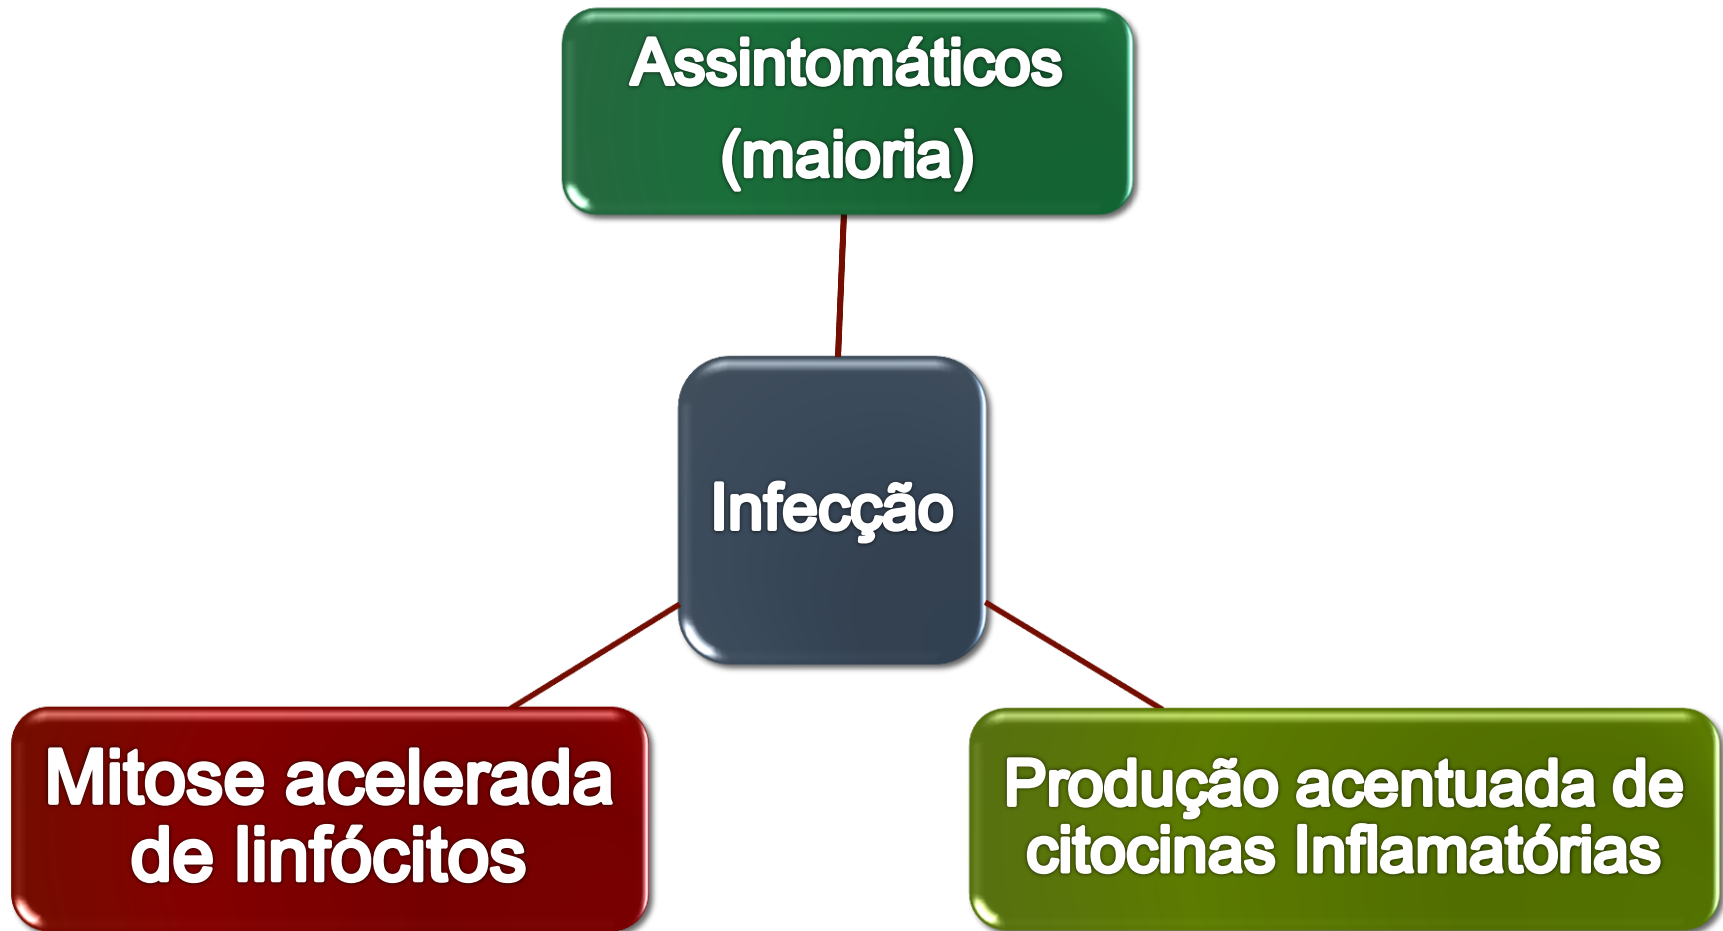 Assintomáticos
(maioria)
Infecção
Mitose acelerada
de linfócitos
Produção acentuada de
citocinas Inflamatórias